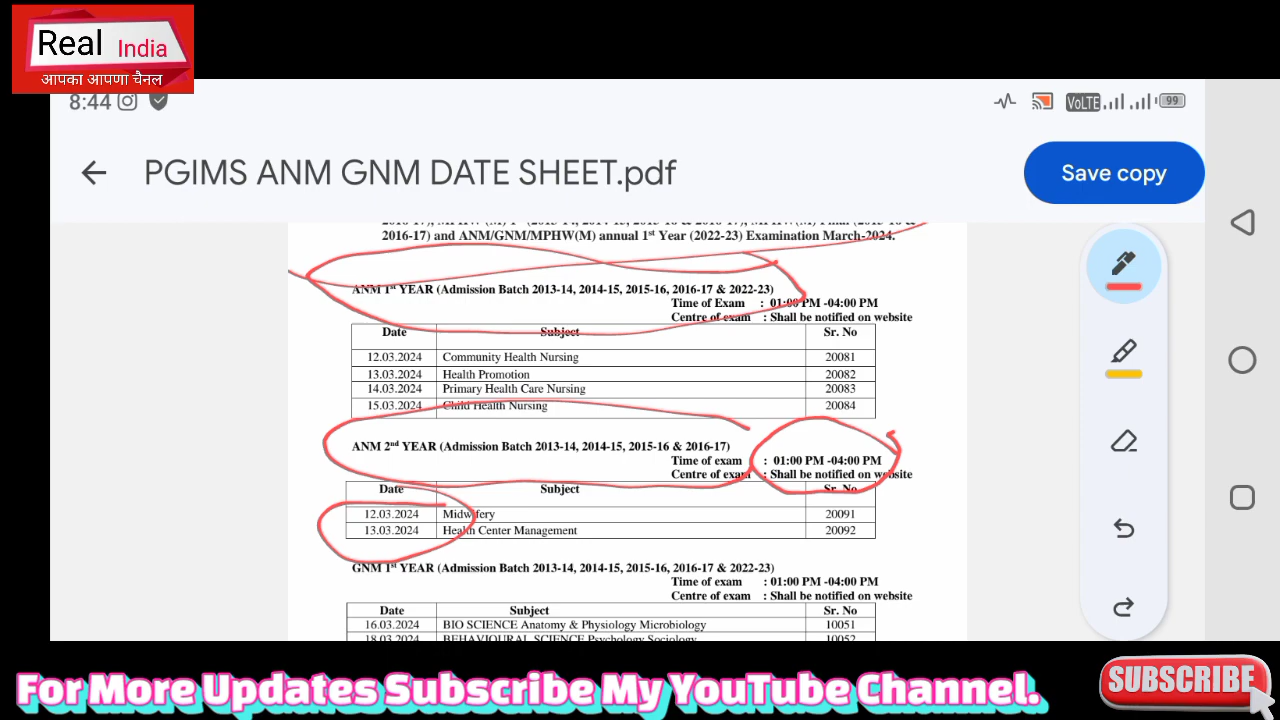 Real India
आपका आपणा चैनल
8:44
VoLTE
99
PGIMS ANM GNM DATE SHEET.pdf
Save copy
2016-17) and ANM/GNM/MPHW(M) annual 1st Year (2022-23) Examination March-2024.
ANM 1st YEAR (Admission Batch 2013-14, 2014-15, 2015-16, 2016-17 & 2022-23)
Time of Exam : 01:00 PM -04:00 PM
Centre of exam : Shall be notified on website
Date Subject Sr. No
12.03.2024 Community Health Nursing 20081
13.03.2024 Health Promotion 20082
14.03.2024 Primary Health Care Nursing 20083
15.03.2024 Child Health Nursing 20084
ANM 2nd YEAR (Admission Batch 2013-14, 2014-15, 2015-16 & 2016-17)
Time of exam : 01:00 PM -04:00 PM
Centre of exam : Shall be notified on website
Date Subject Sr. No
12.03.2024 Midwifery 20091
13.03.2024 Health Center Management 20092
GNM 1st YEAR (Admission Batch 2013-14, 2014-15, 2015-16, 2016-17 & 2022-23)
Time of exam : 01:00 PM -04:00 PM
Centre of exam : Shall be notified on website
Date Subject Sr. No
16.03.2024 BIO SCIENCE Anatomy & Physiology Microbiology 10051
18.03.2024 BEHAVIOURAL SCIENCE Psychology Sociology 10052
For More Updates Subscribe My YouTube Channel.
SUBSCRIBE